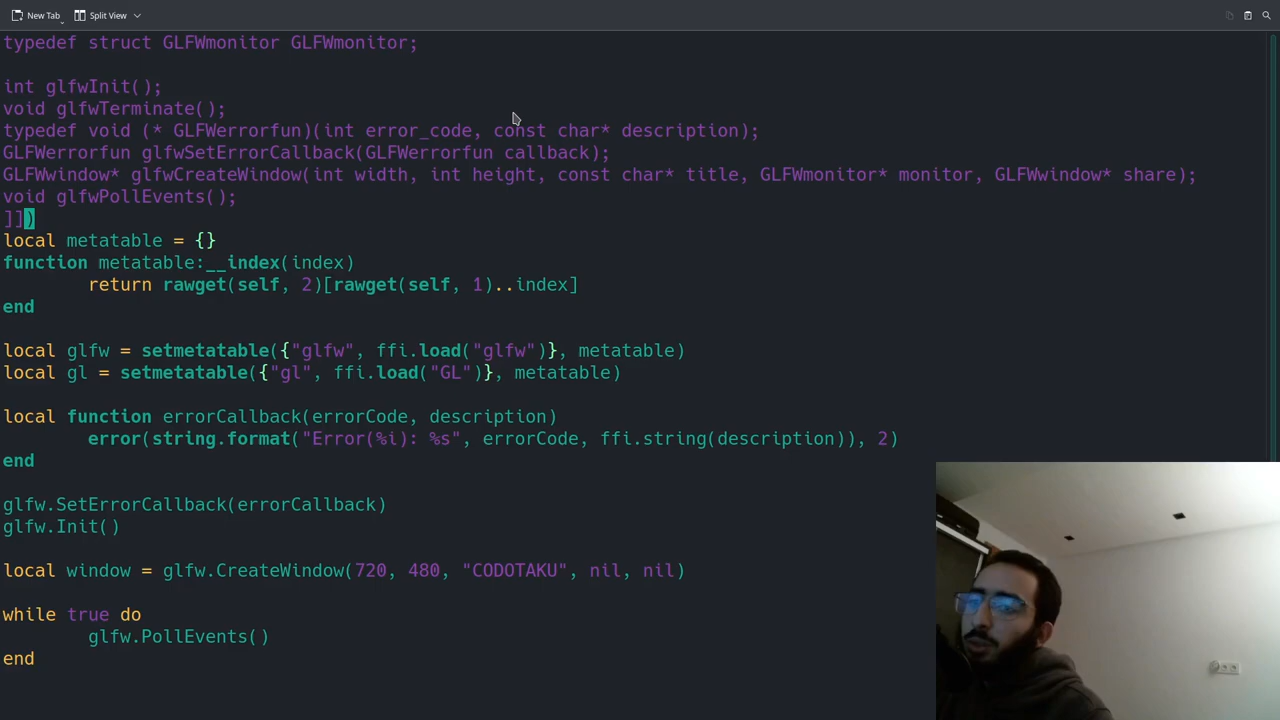 New Tab
Split View
typedef struct GLFWmonitor GLFWmonitor;
int glfwInit();
void glfwTerminate();
typedef void (* GLFWerrorfun)(int error_code, const char* description);
GLFWerrorfun glfwSetErrorCallback(GLFWerrorfun callback);
GLFWwindow* glfwCreateWindow(int width, int height, const char* title, GLFWmonitor* monitor, GLFWwindow* share);
void glfwPollEvents();
]])
local metatable = {}
function metatable:__index(index)
        return rawget(self, 2)[rawget(self, 1)..index]
end
local glfw = setmetatable({"glfw", ffi.load("glfw")}, metatable)
local gl = setmetatable({"gl", ffi.load("GL")}, metatable)
local function errorCallback(errorCode, description)
        error(string.format("Error(%i): %s", errorCode, ffi.string(description)), 2)
end
glfw.SetErrorCallback(errorCallback)
glfw.Init()
local window = glfw.CreateWindow(720, 480, "CODOTAKU", nil, nil)
while true do
        glfw.PollEvents()
end